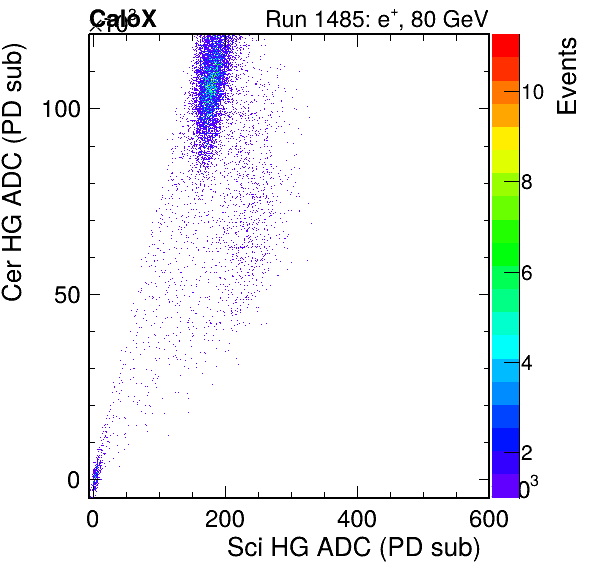 CaloX
×10³
Run 1485: e⁺, 80 GeV
Cer HG ADC (PD sub)
100
50
0
0
200
400
600
Sci HG ADC (PD sub)
10
8
6
4
2
0
Events